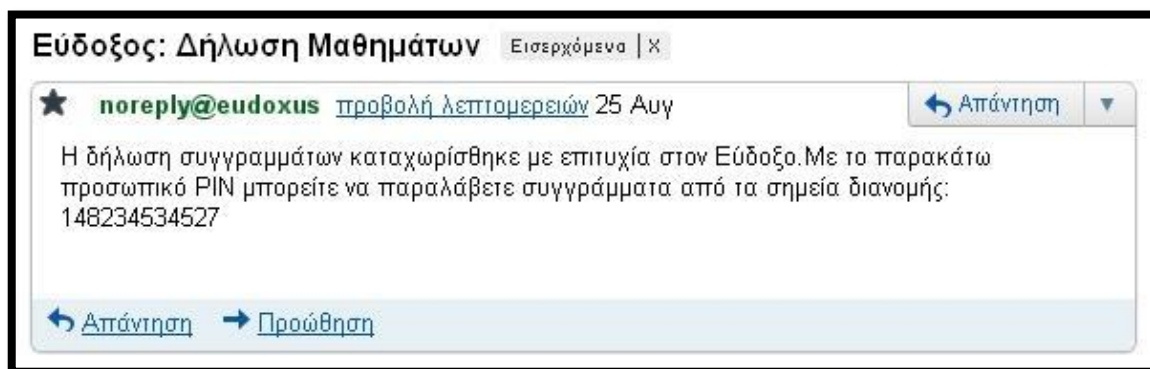 Εύδοξος: Δήλωση Μαθημάτων Εισερχόμενα | X
noreply@eudoxus προβολή λεπτομερειών 25 Αυγ Απάντηση
Η δήλωση συγγραμμάτων καταχωρίσθηκε με επιτυχία στον Εύδοξο.Με το παρακάτω
προσωπικό PIN μπορείτε να παραλάβετε συγγράμματα από τα σημεία διανομής:
148234534527
Απάντηση Προώθηση